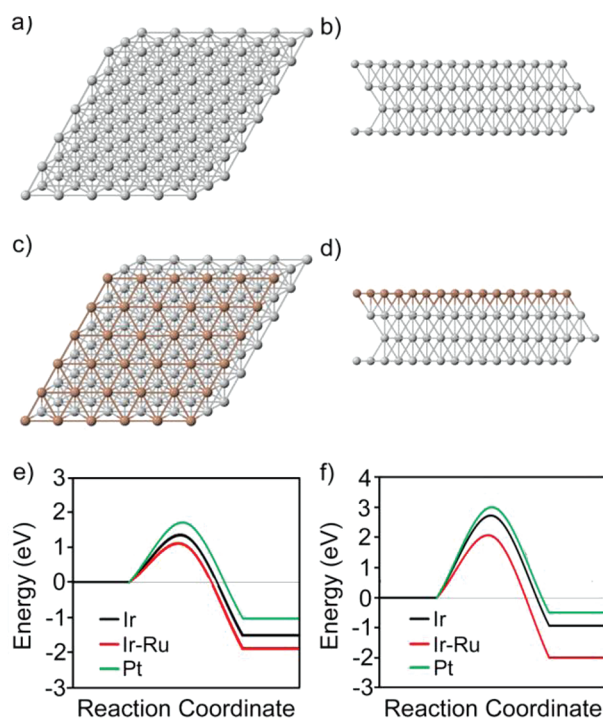 a)
b)
c)
d)
e)
f)
3
2
1
0
-1
-2
-3
Energy (eV)
Ir
Ir-Ru
Pt
Reaction Coordinate
4
3
2
1
0
-1
-2
-3
Energy (eV)
Ir
Ir-Ru
Pt
Reaction Coordinate